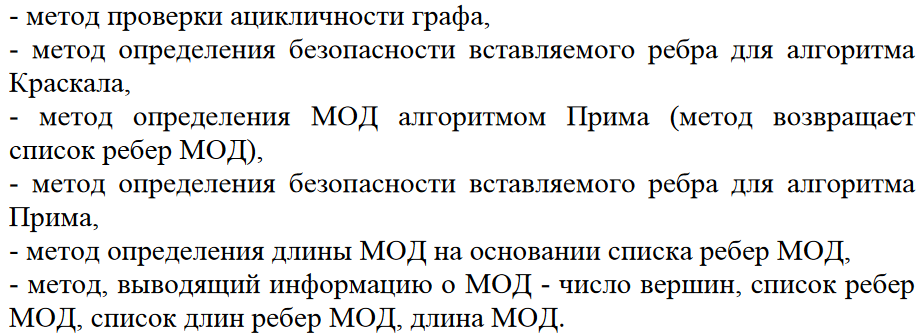 - метод проверки ацикличности графа,
- метод определения безопасности вставляемого ребра для алгоритма
Краскала,
- метод определения МОД алгоритмом Прима (метод возвращает
список ребер МОД),
- метод определения безопасности вставляемого ребра для алгоритма
Прима,
- метод определения длины МОД на основании списка ребер МОД,
- метод, выводящий информацию о МОД - число вершин, список ребер
МОД, список длин ребер МОД, длина МОД.